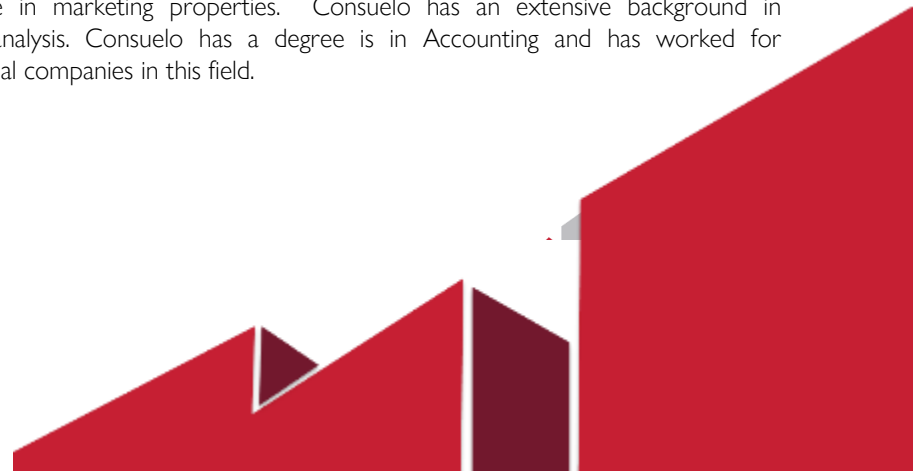 e in marketing properties. Consuelo has an extensive background in
nalysis. Consuelo has a degree is in Accounting and has worked for
al companies in this field.